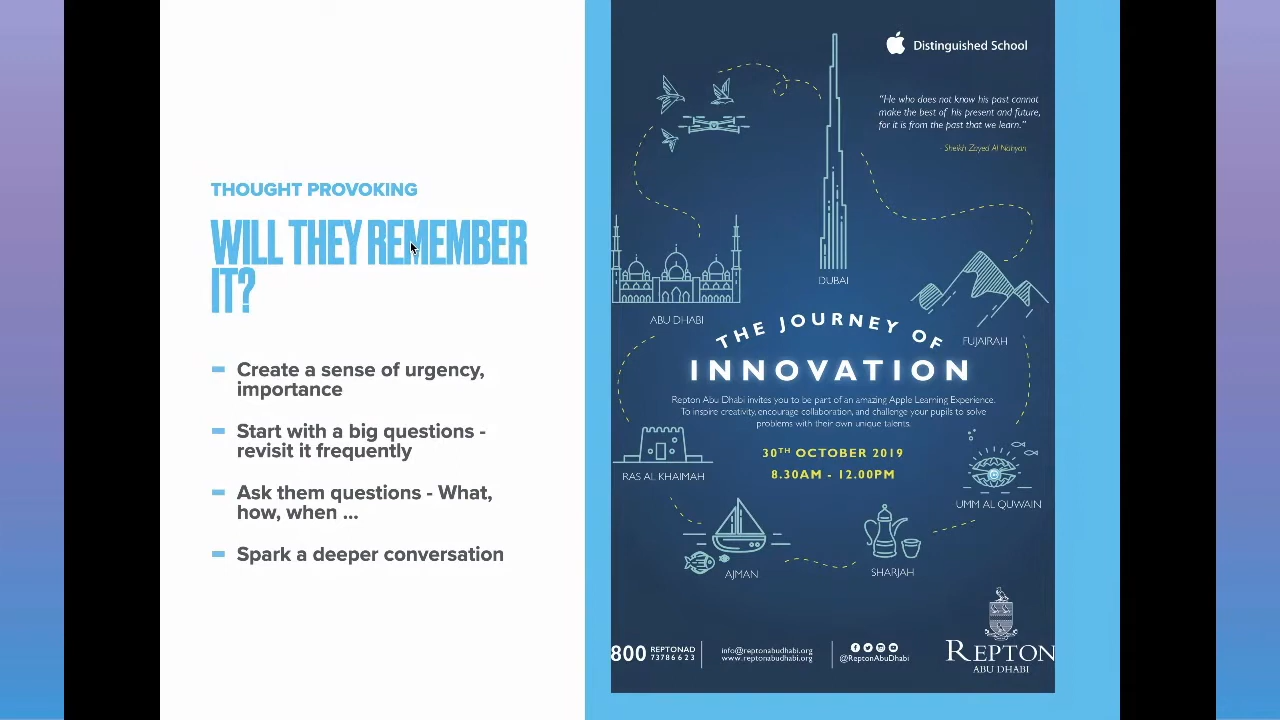 THOUGHT PROVOKING
WILL THEY REMEMBER
IT?
- Create a sense of urgency,
importance
- Start with a big questions -
revisit it frequently
- Ask them questions - What,
how, when ...
- Spark a deeper conversation
Distinguished School
“He who does not know his past cannot
make the best of his present and future,
for it is from the past that we learn.”
- Sheikh Zayed Al Nahyan
DUBAI
ABU DHABI
FUJAIRAH
THE JOURNEY OF
INNOVATION
Repton Abu Dhabi invites you to be part of an amazing Apple Learning Experience.
To inspire creativity, encourage collaboration, and challenge your pupils to solve
problems with their own unique talents.
30TH OCTOBER 2019
8.30AM - 12.00PM
RAS AL KHAIMAH
UMM AL QUWAIN
AJMAN
SHARJAH
800 REPTONAD
73786623
info@reptonabudhabi.org
www.reptonabudhabi.org
@ReptonAbuDhabi
REPTON
ABU DHABI